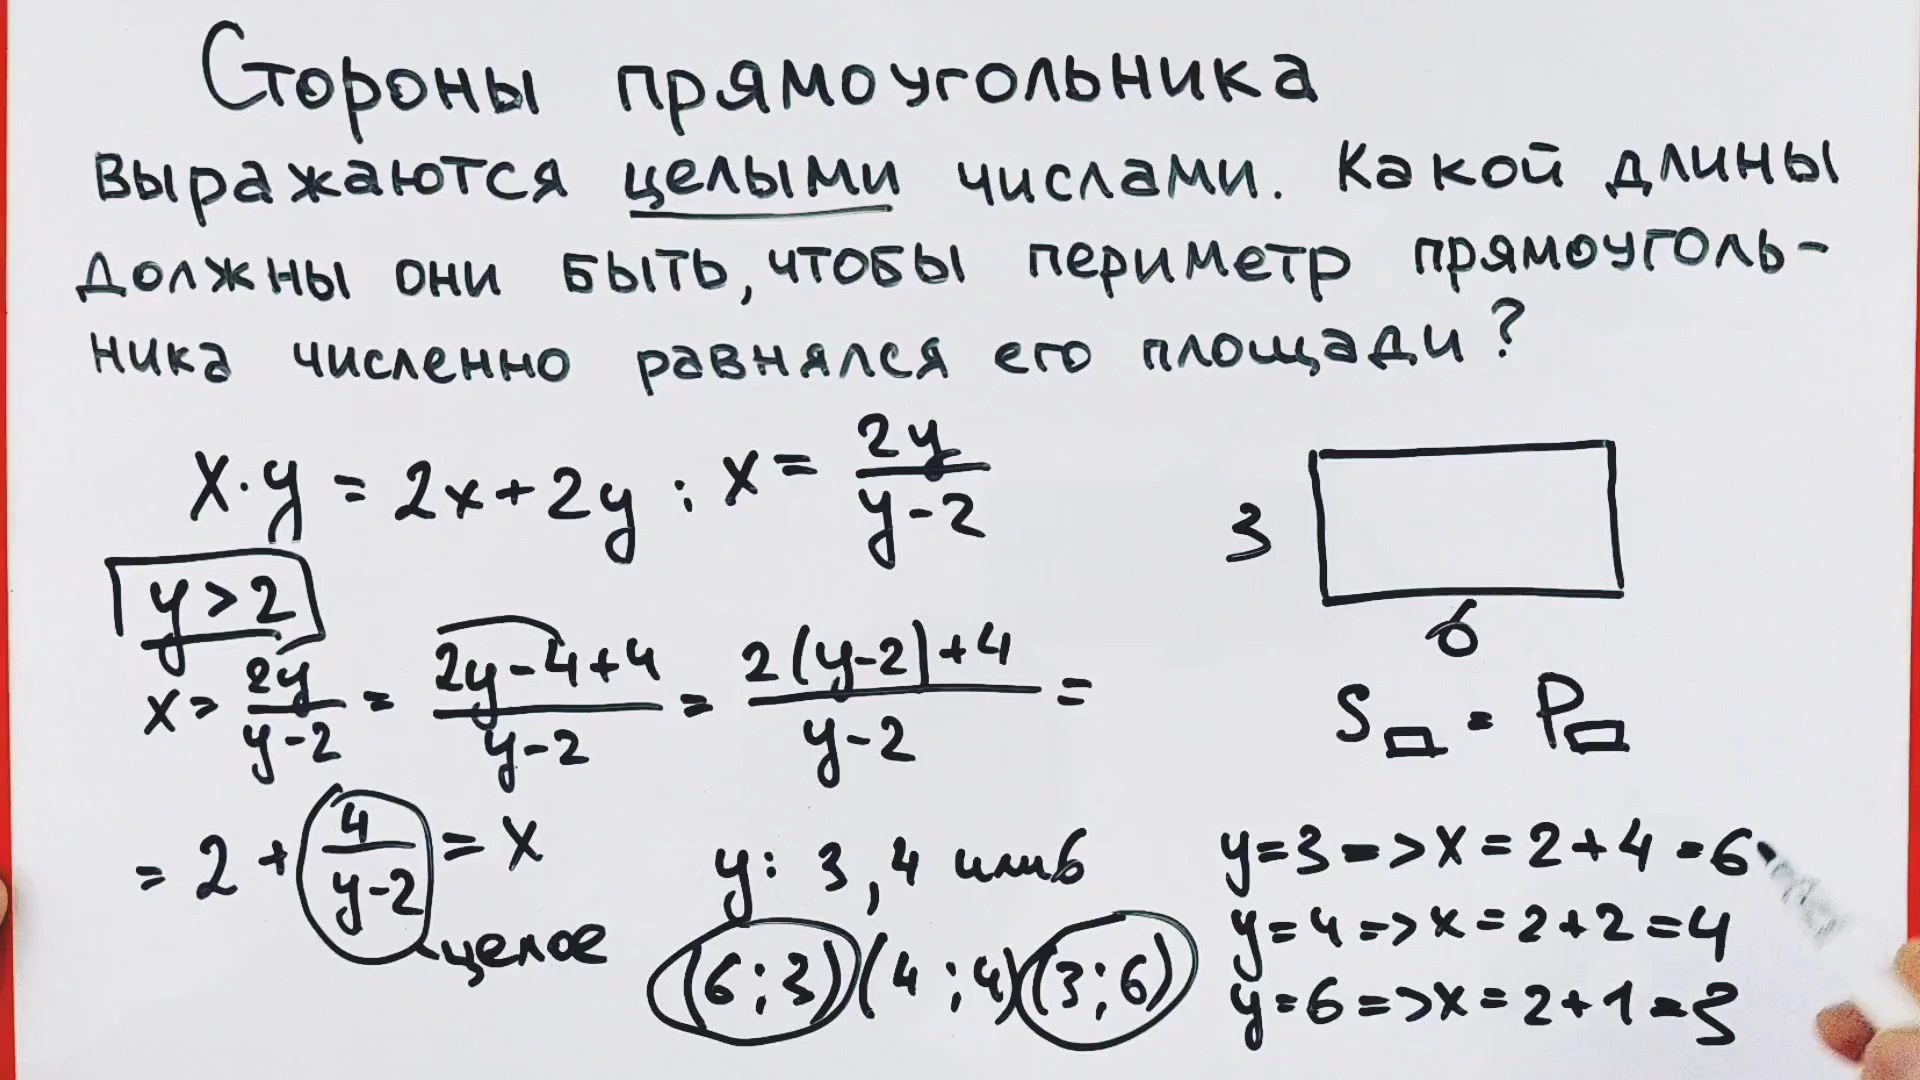 Стороны прямоугольника
выражаются целыми числами. Какой длины
должны они быть, чтобы периметр прямоуголь-
ника численно равнялся его площади?
x·y = 2x+2y ; x = 2y/(y-2)
y>2
x = 2y/(y-2) = (2y-4+4)/(y-2) = (2(y-2)+4)/(y-2) =
= 2 + 4/(y-2) = x
целое
y: 3, 4 или 6
(6;3) (4;4) (3;6)
3
6
S▭ = P▭
y=3 => x = 2+4 = 6
y=4 => x = 2+2 = 4
y=6 => x = 2+1 = 3